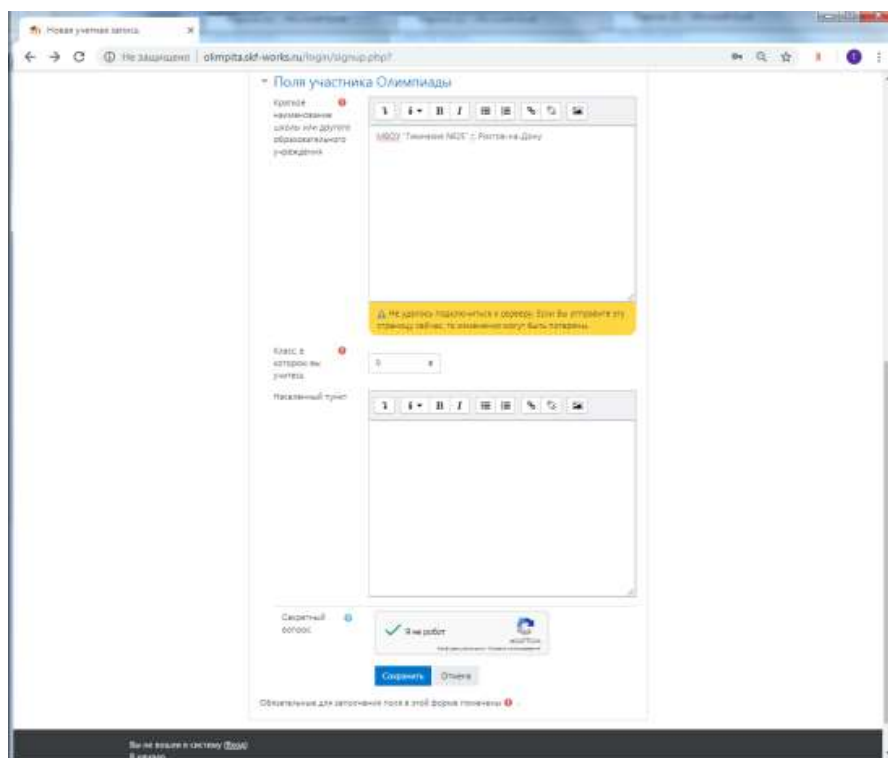 Новая учетная запись
Не защищено | olimpita.skf-works.ru/login/signup.php?
Поля участника Олимпиады
Краткое
наименование
школы или другого
образовательного
учреждения
МБОУ "Гимназия №25" г. Ростов-на-Дону
Не удалось подключиться к серверу. Если Вы отправите эту
страницу сейчас, то изменения могут быть потеряны.
Класс, в
котором вы
учитесь
Населенный пункт
Секретный
вопрос
Я не робот
reCAPTCHA
Сохранить Отмена
Обязательные для заполнения поля в этой форме помечены
Вы не вошли в систему (Вход)
В начало